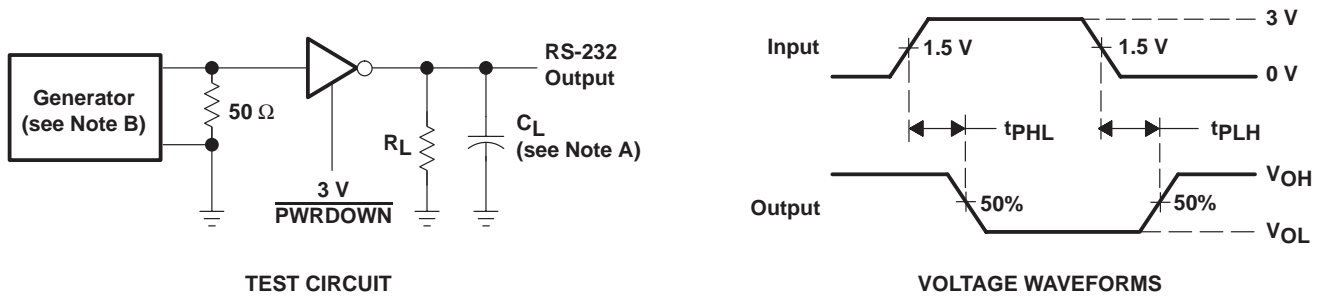 Generator
(see Note B)
50 Ω
3 V
PWRDOWN
RL
CL
(see Note A)
RS-232
Output
TEST CIRCUIT
Input
1.5 V
1.5 V
3 V
0 V
tPHL
tPLH
Output
50%
50%
VOH
VOL
VOLTAGE WAVEFORMS